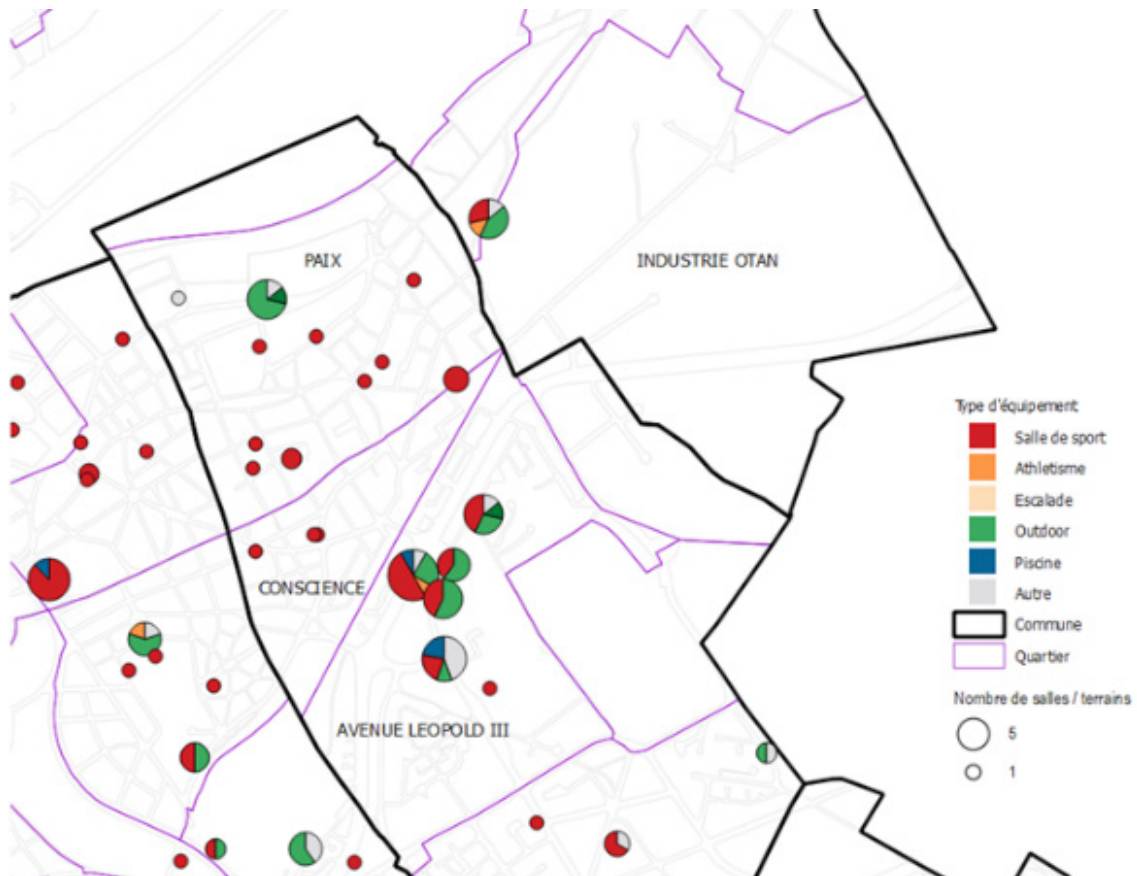 PAIX
INDUSTRIE OTAN
CONSCIENCE
AVENUE LEOPOLD III
Type d'équipement
Salle de sport
Athletisme
Escalade
Outdoor
Piscine
Autre
Commune
Quartier
Nombre de salles / terrains
5
1